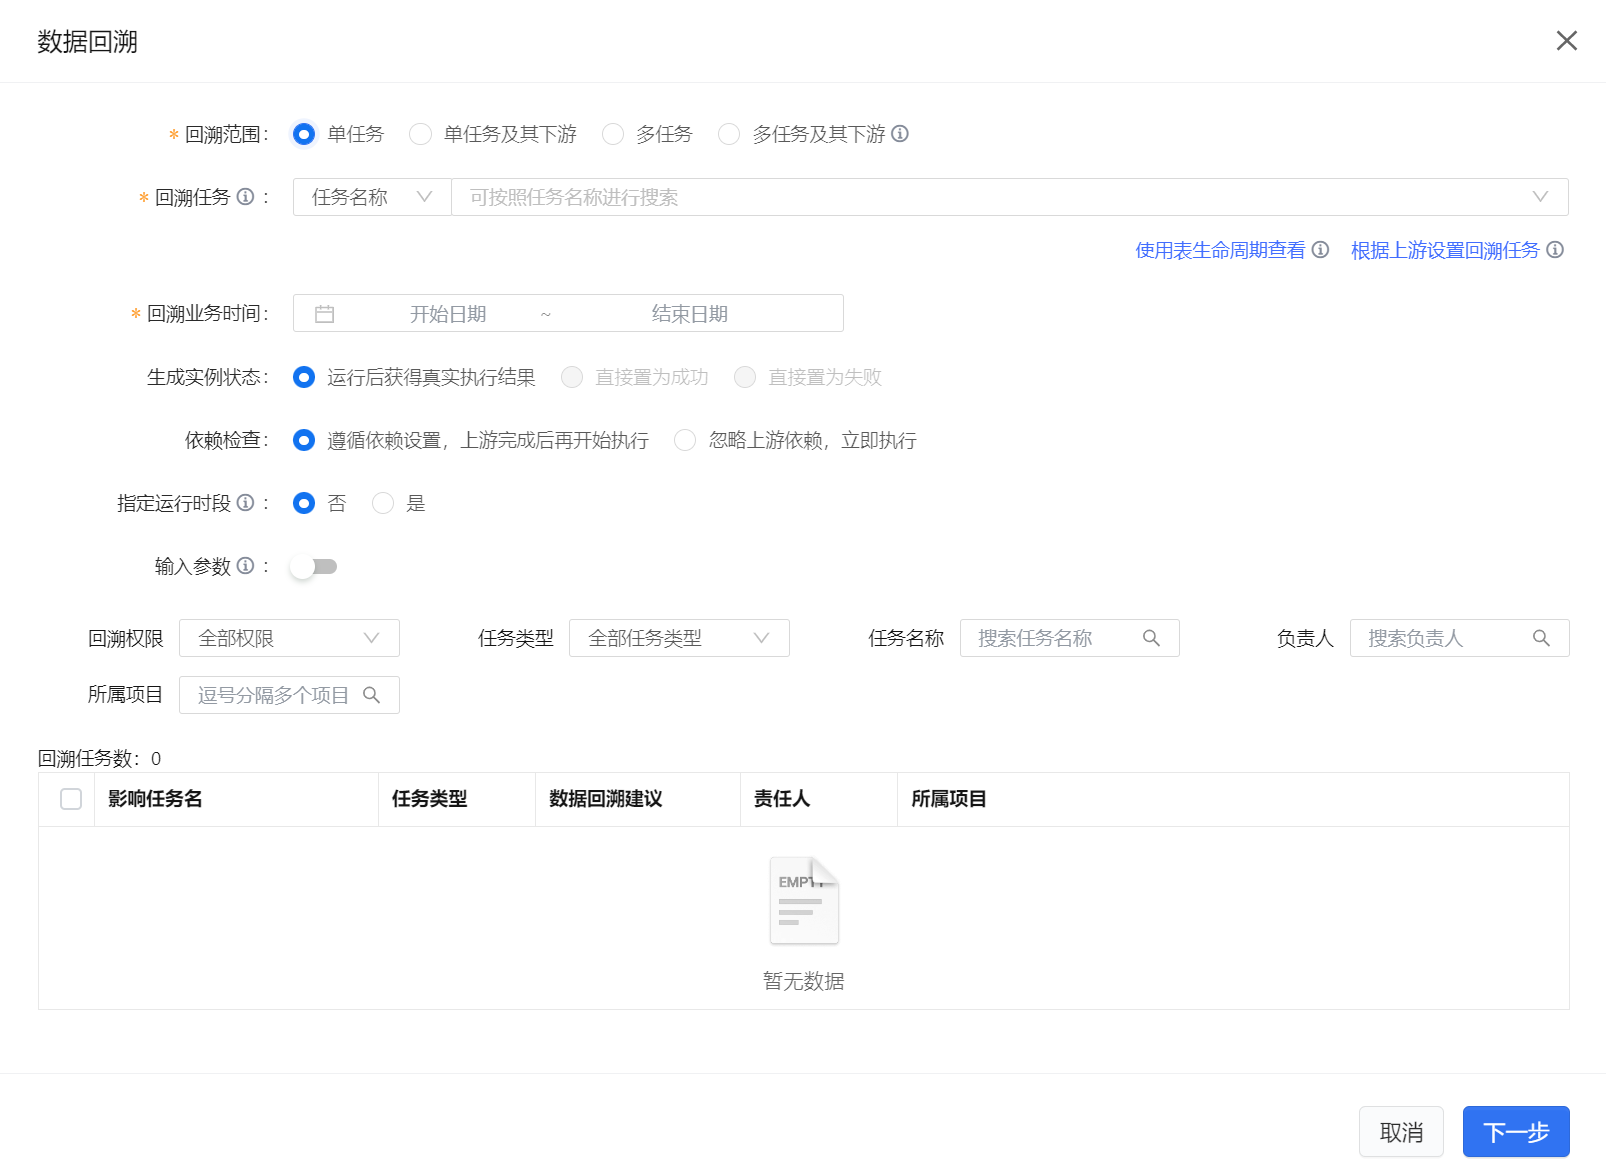 数据回溯
* 回溯范围： 单任务 单任务及其下游 多任务 多任务及其下游
* 回溯任务 ： 任务名称 可按照任务名称进行搜索
使用表生命周期查看 根据上游设置回溯任务
* 回溯业务时间： 开始日期 ~ 结束日期
生成实例状态： 运行后获得真实执行结果 直接置为成功 直接置为失败
依赖检查： 遵循依赖设置，上游完成后再开始执行 忽略上游依赖，立即执行
指定运行时段 ： 否 是
输入参数 ：
回溯权限 全部权限 任务类型 全部任务类型 任务名称 搜索任务名称 负责人 搜索负责人
所属项目 逗号分隔多个项目
回溯任务数：0
影响任务名 任务类型 数据回溯建议 责任人 所属项目
EMPTY
暂无数据
取消 下一步